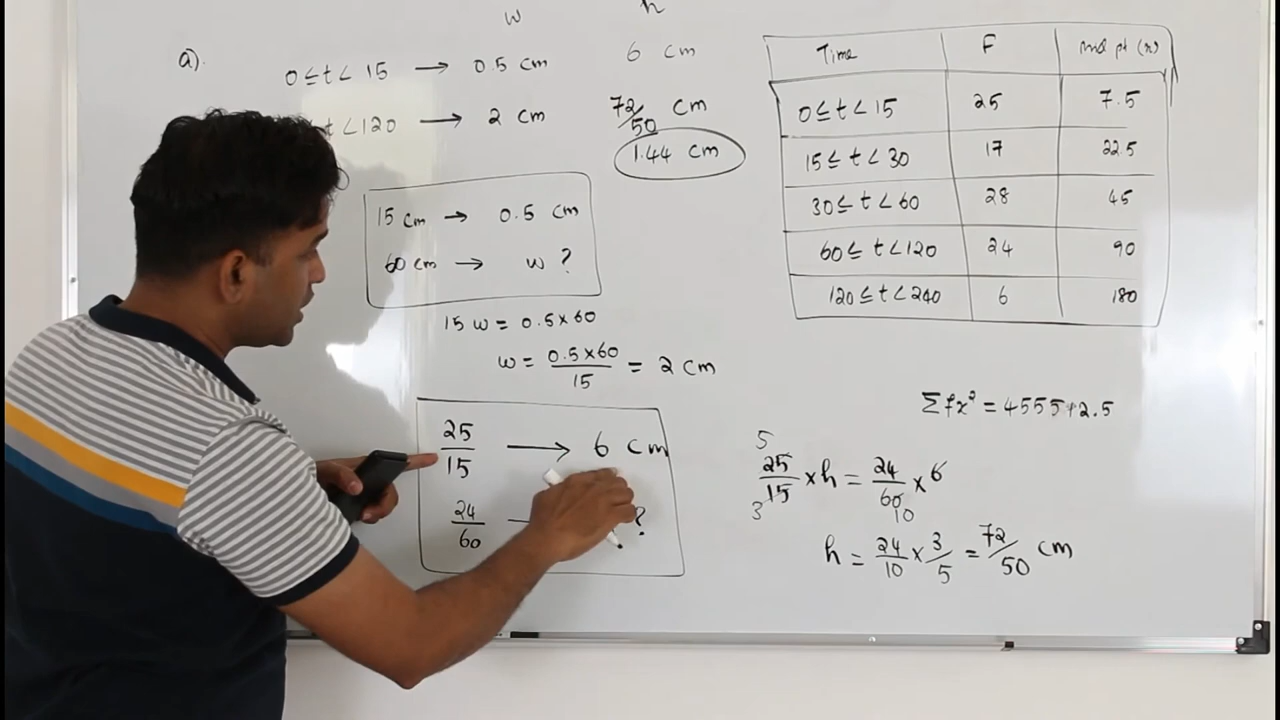 w h
a).
0 ≤ t < 15 → 0.5 cm 6 cm
t < 120 → 2 cm 72/50 cm
1.44 cm
15 cm → 0.5 cm
60 cm → w ?
15 w = 0.5 × 60
w = 0.5 × 60 / 15 = 2 cm
25/15 → 6 cm
24/60 ?
Time F mid pt (x)
0 ≤ t < 15 25 7.5
15 ≤ t < 30 17 22.5
30 ≤ t < 60 28 45
60 ≤ t < 120 24 90
120 ≤ t < 240 6 180
Σfx² =
5
25/15 × h = 24/60 × 6
3 10
h = 24/10 × 3/5 = 72/50 cm